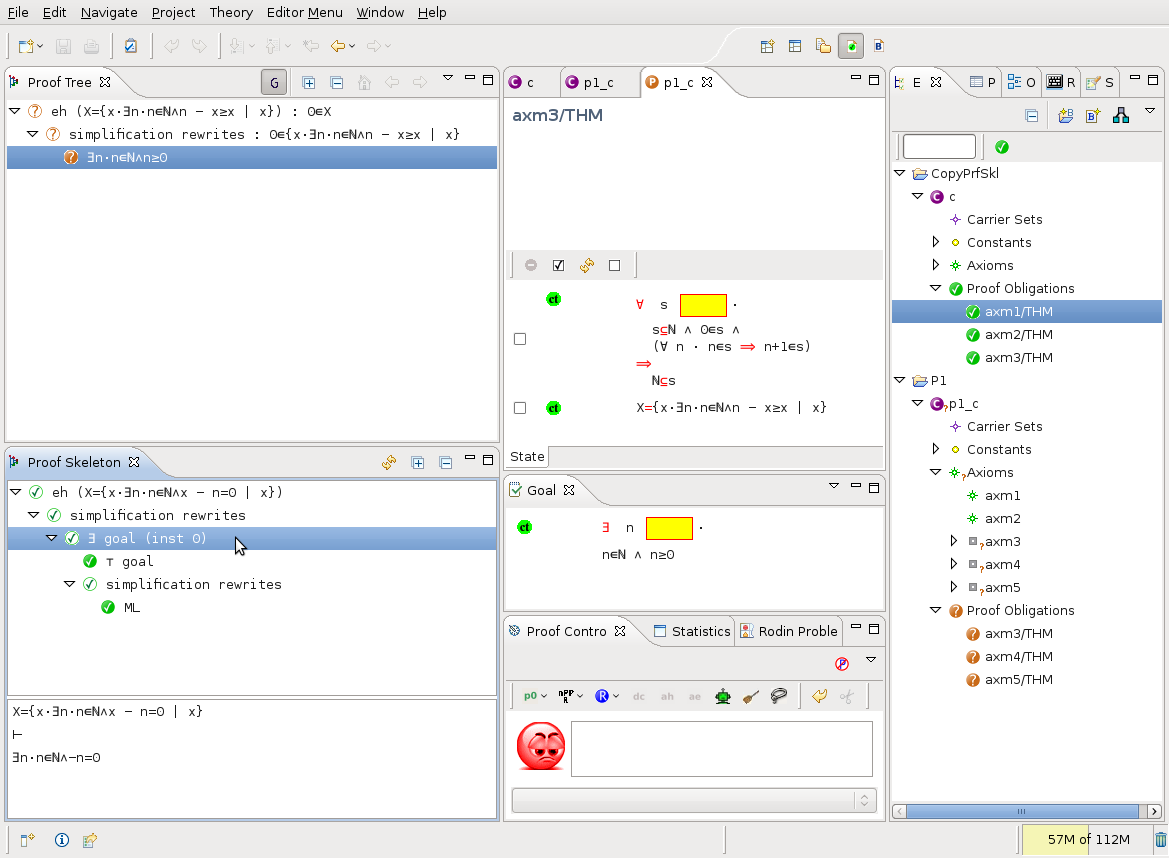 File Edit Navigate Project Theory Editor Menu Window Help
Proof Tree
G
eh (X={x·∃n·n∈ℕ∧n − x≥x | x}) : 0∈X
simplification rewrites : 0∈{x·∃n·n∈ℕ∧n − x≥x | x}
∃n·n∈ℕ∧n≥0
Proof Skeleton
eh (X={x·∃n·n∈ℕ∧x − n=0 | x})
simplification rewrites
∃ goal (inst 0)
⊤ goal
simplification rewrites
ML
X={x·∃n·n∈ℕ∧x − n=0 | x}
⊢
∃n·n∈ℕ∧−n=0
c
p1_c
p1_c
axm3/THM
ct
∀ s ·
s⊆ℕ ∧ 0∈s ∧
(∀ n · n∈s ⇒ n+1∈s)
⇒
ℕ⊆s
ct
X={x·∃n·n∈ℕ∧n − x≥x | x}
State
Goal
ct
∃ n ·
n∈ℕ ∧ n≥0
Proof Contro
Statistics
Rodin Proble
p0 nPP R R dc ah ae
E P O R S
CopyPrfSkl
c
Carrier Sets
Constants
Axioms
Proof Obligations
axm1/THM
axm2/THM
axm3/THM
P1
p1_c
Carrier Sets
Constants
Axioms
axm1
axm2
axm3
axm4
axm5
Proof Obligations
axm3/THM
axm4/THM
axm5/THM
57M of 112M